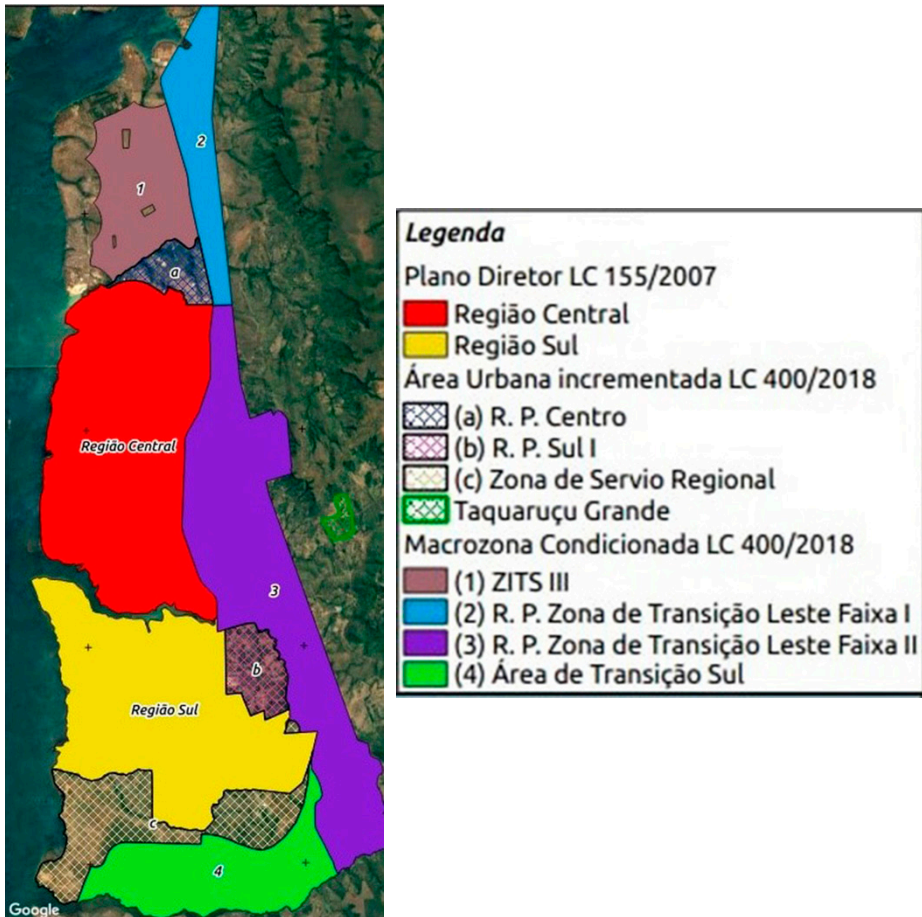 2
1
a
Região Central
3
b
Região Sul
c
4
Google
Legenda
Plano Diretor LC 155/2007
Região Central
Região Sul
Área Urbana incrementada LC 400/2018
(a) R. P. Centro
(b) R. P. Sul I
(c) Zona de Servio Regional
Taquaruçu Grande
Macrozona Condicionada LC 400/2018
(1) ZITS III
(2) R. P. Zona de Transição Leste Faixa I
(3) R. P. Zona de Transição Leste Faixa II
(4) Área de Transição Sul